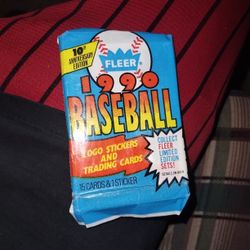 10th
ANNIVERSARY
EDITION
FLEER
1990
BASEBALL
LOGO STICKERS
AND
TRADING CARDS
COLLECT
FLEER
LIMITED
EDITION
SETS!
15 CARDS & 1 STICKER